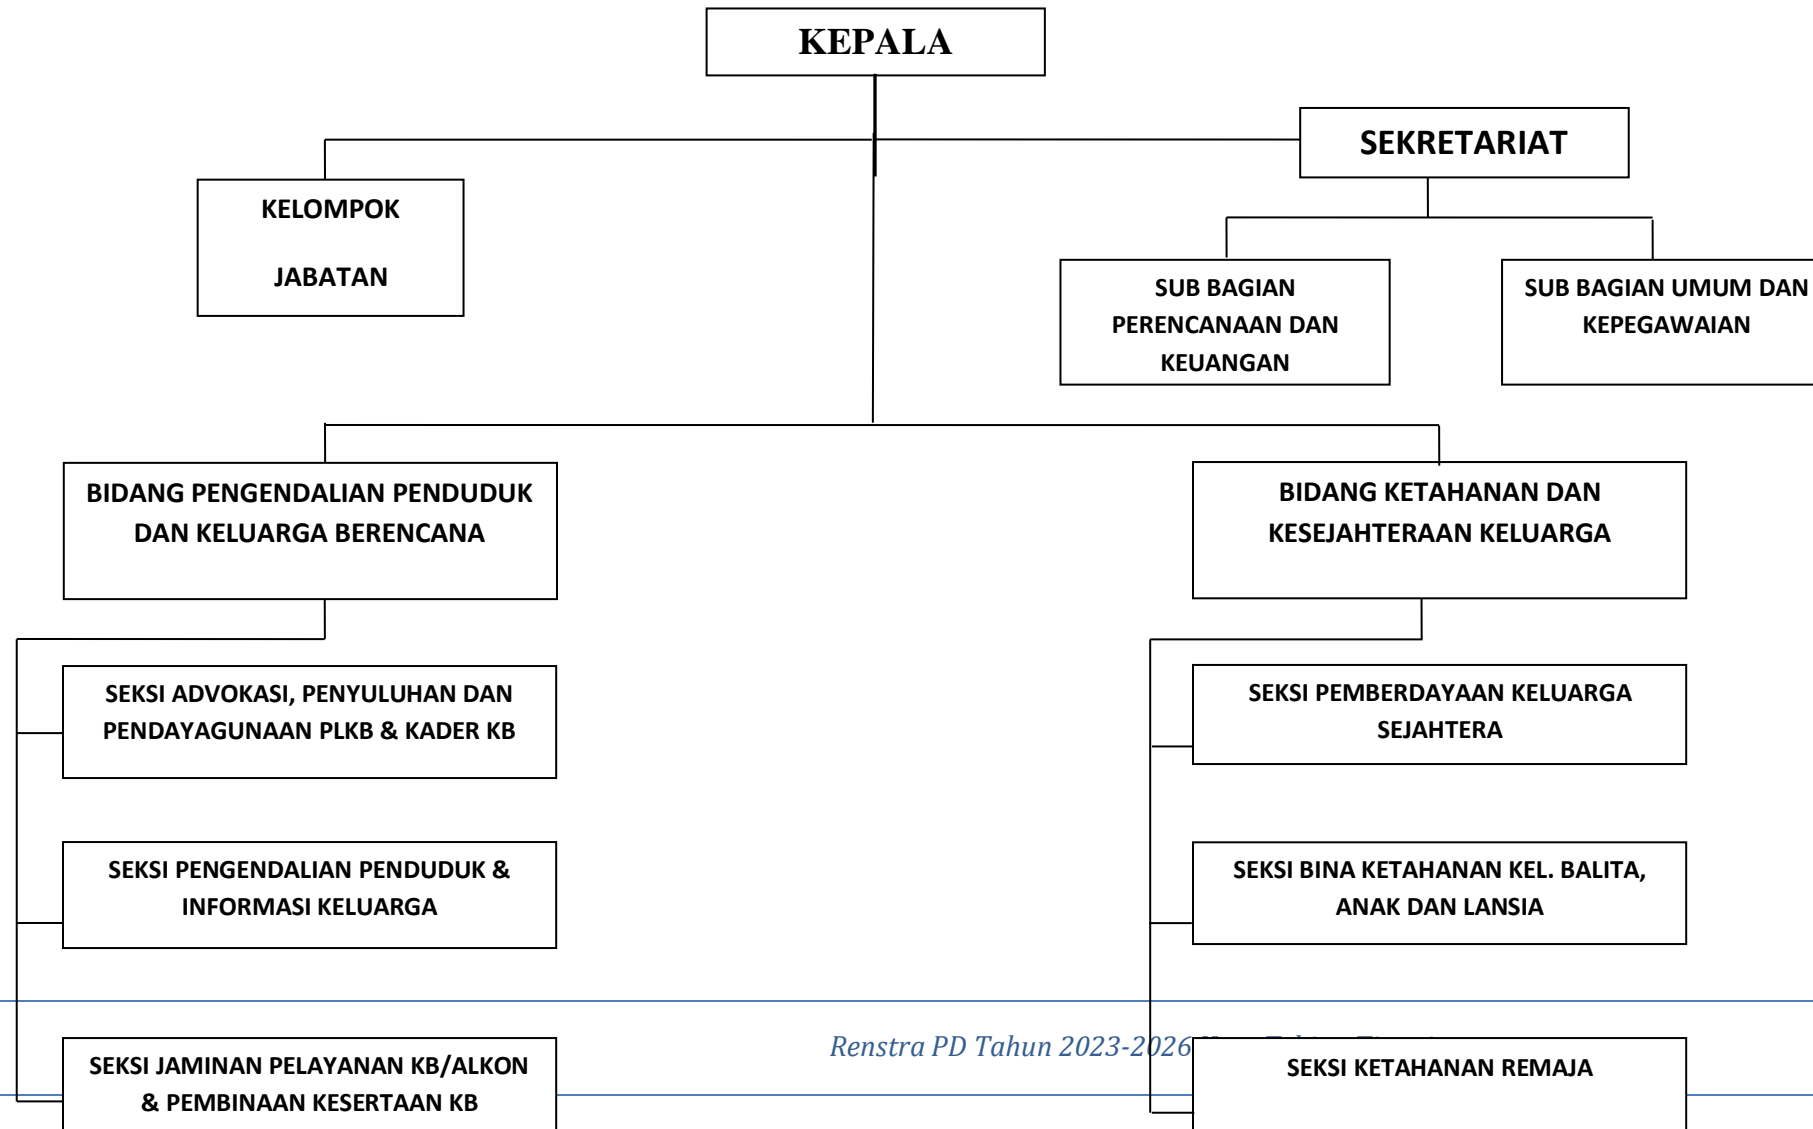 KEPALA
SEKRETARIAT
KELOMPOK
JABATAN
SUB BAGIAN
PERENCANAAN DAN
KEUANGAN
SUB BAGIAN UMUM DAN
KEPEGAWAIAN
BIDANG PENGENDALIAN PENDUDUK
DAN KELUARGA BERENCANA
BIDANG KETAHANAN DAN
KESEJAHTERAAN KELUARGA
SEKSI ADVOKASI, PENYULUHAN DAN
PENDAYAGUNAAN PLKB & KADER KB
SEKSI PEMBERDAYAAN KELUARGA
SEJAHTERA
SEKSI PENGENDALIAN PENDUDUK &
INFORMASI KELUARGA
SEKSI BINA KETAHANAN KEL. BALITA,
ANAK DAN LANSIA
Renstra PD Tahun 2023-2026
SEKSI JAMINAN PELAYANAN KB/ALKON
& PEMBINAAN KESERTAAN KB
SEKSI KETAHANAN REMAJA